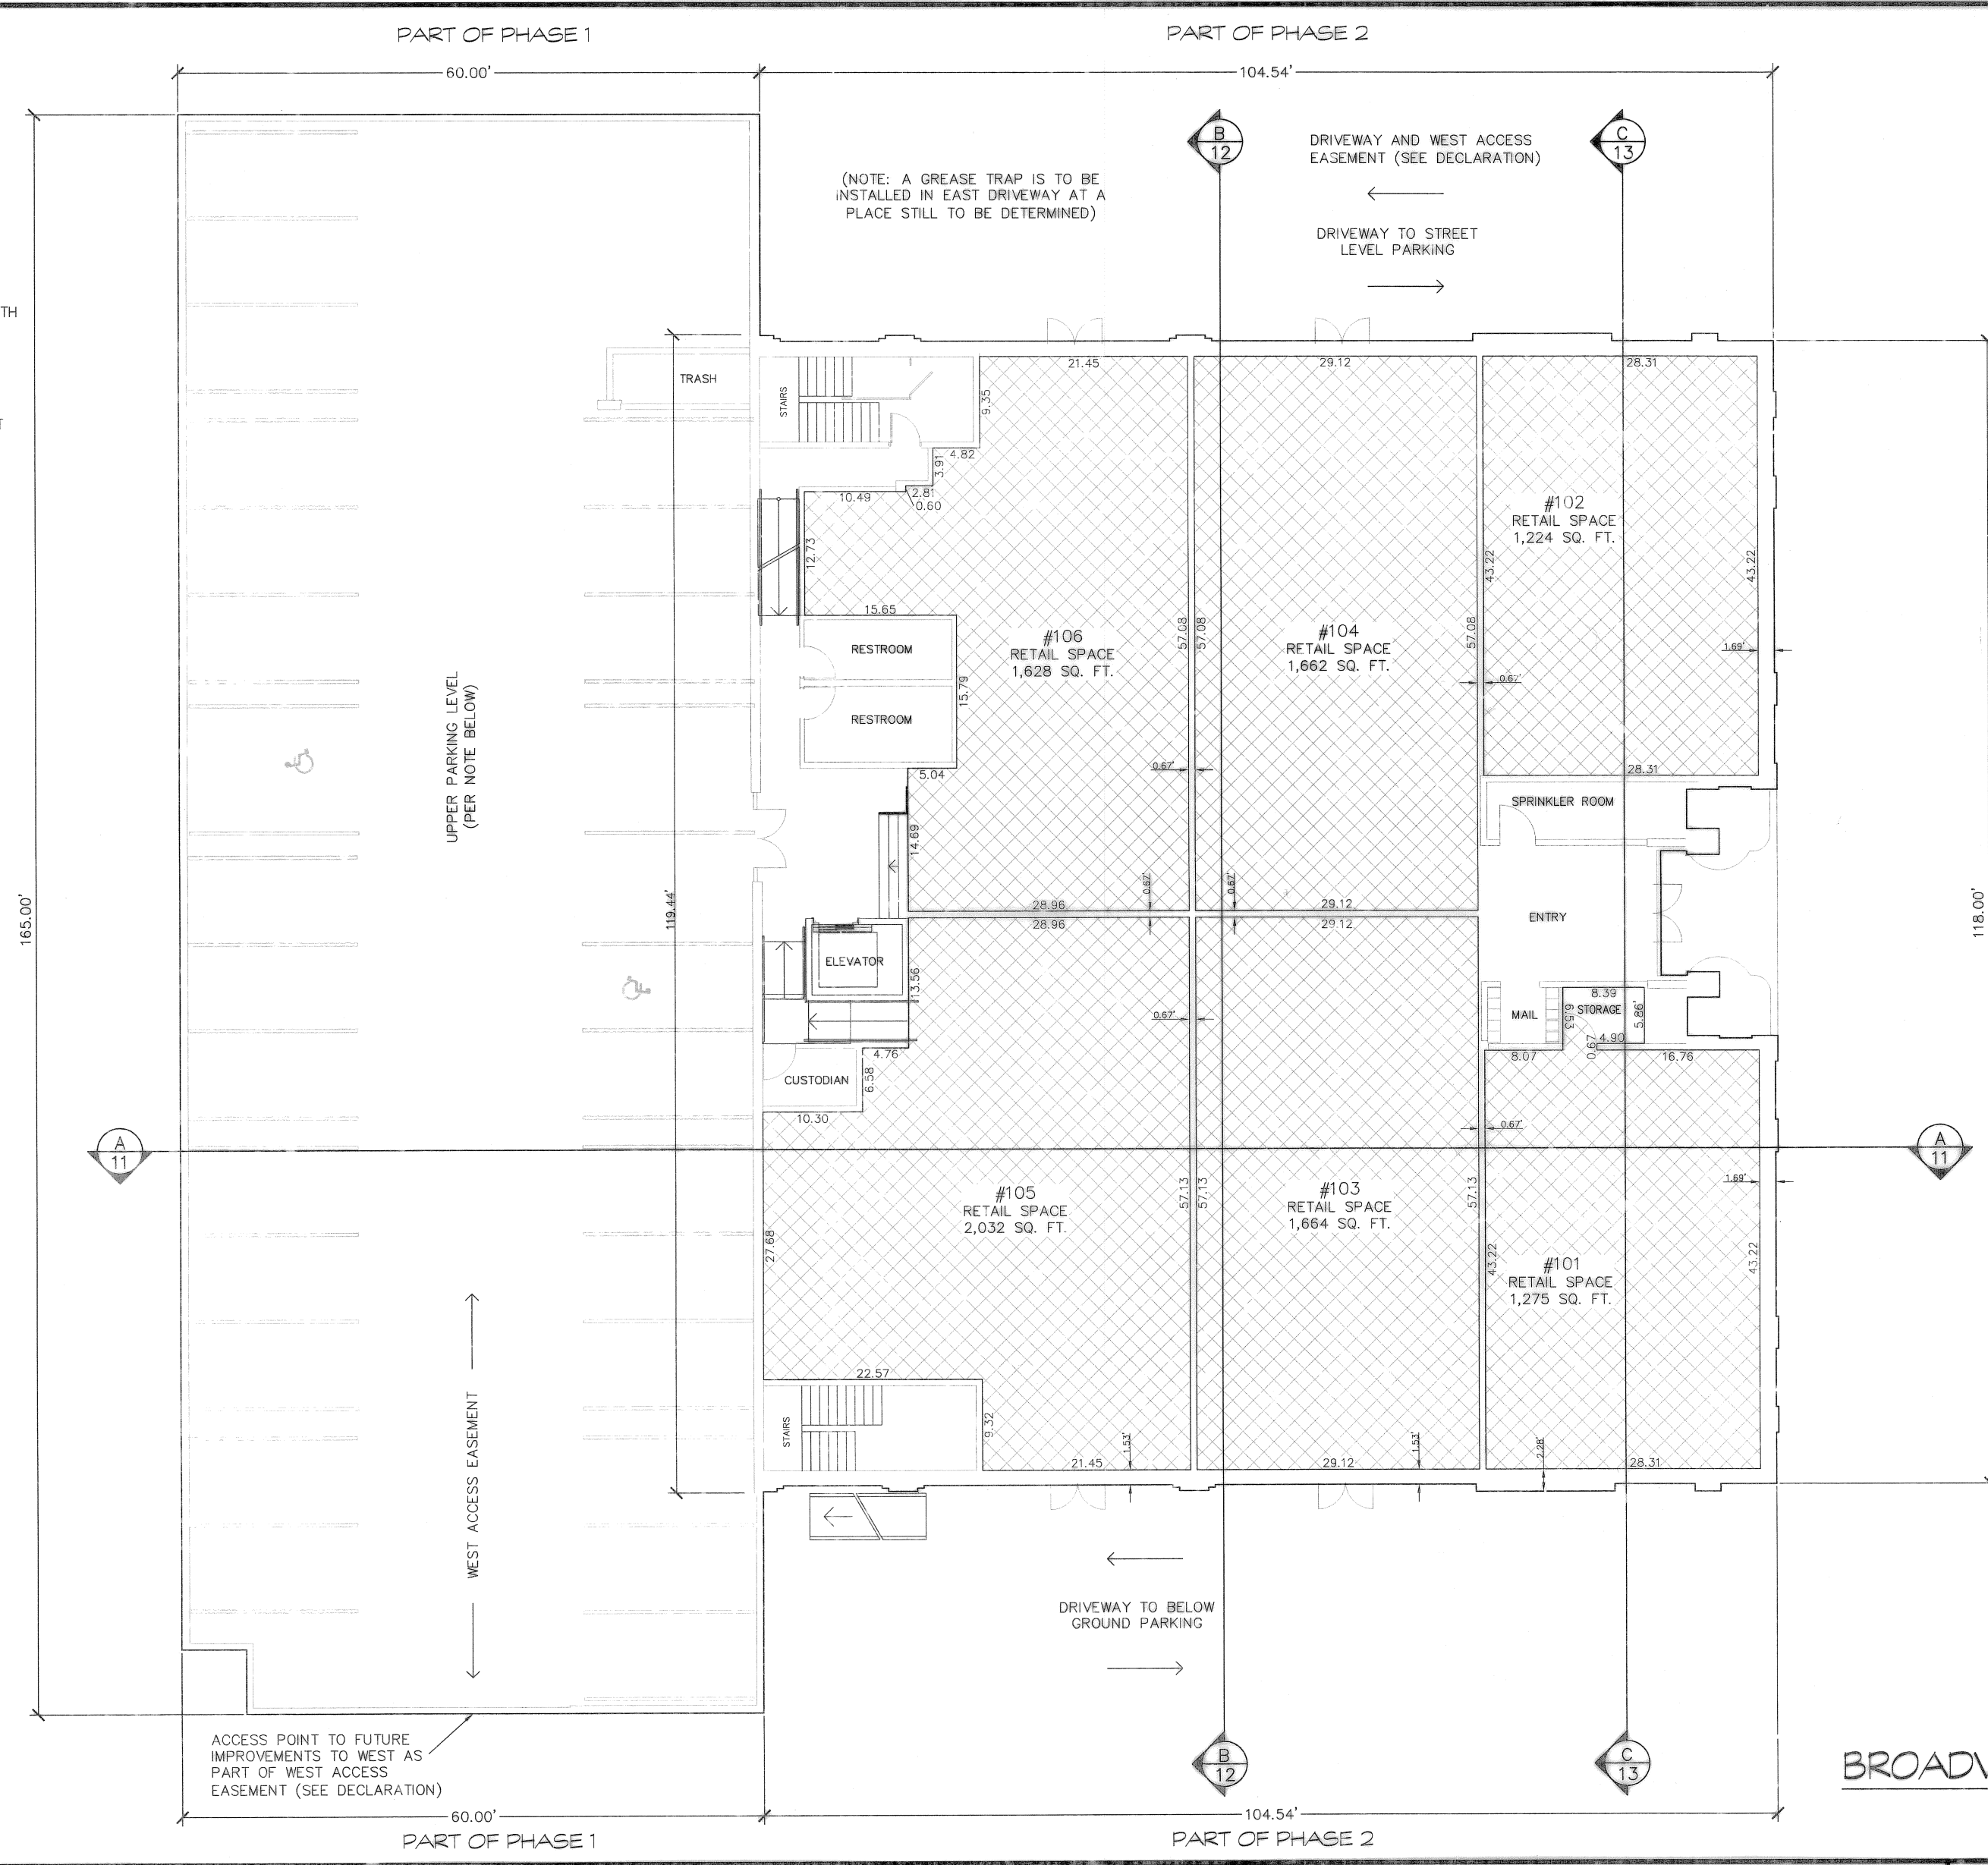 PART OF PHASE 1
PART OF PHASE 2
60.00'
104.54'
B
12
DRIVEWAY AND WEST ACCESS
EASEMENT (SEE DECLARATION)
C
13
(NOTE: A GREASE TRAP IS TO BE
INSTALLED IN EAST DRIVEWAY AT A
PLACE STILL TO BE DETERMINED)
DRIVEWAY TO STREET
LEVEL PARKING
TH
TRASH
STAIRS
21.45
29.12
28.31
9.35
4.82
3.91
10.49
2.81
0.60
12.73
15.65
#102
RETAIL SPACE
1,224 SQ. FT.
43.22
43.22
RESTROOM
RESTROOM
15.79
#106
RETAIL SPACE
1,628 SQ. FT.
57.08
57.08
#104
RETAIL SPACE
1,662 SQ. FT.
57.08
0.67'
1.69'
UPPER PARKING LEVEL
(PER NOTE BELOW)
5.04
0.67'
28.31
SPRINKLER ROOM
14.69
165.00'
119.44'
118.00'
0.67'
0.67'
28.96
29.12
28.96
29.12
ENTRY
ELEVATOR
13.56
0.67'
MAIL
8.39
STORAGE
6.53
5.86'
4.90
0.67
8.07
16.76
4.76
CUSTODIAN
6.58
10.30
A
11
A
11
0.67'
1.69'
#105
RETAIL SPACE
2,032 SQ. FT.
57.13
57.13
#103
RETAIL SPACE
1,664 SQ. FT.
57.13
27.68
43.22
#101
RETAIL SPACE
1,275 SQ. FT.
43.22
22.57
STAIRS
9.32
21.45
1.53'
29.12
1.53'
2.28'
28.31
WEST ACCESS EASEMENT
DRIVEWAY TO BELOW
GROUND PARKING
ACCESS POINT TO FUTURE
IMPROVEMENTS TO WEST AS
PART OF WEST ACCESS
EASEMENT (SEE DECLARATION)
B
12
C
13
BROADW
60.00'
104.54'
PART OF PHASE 1
PART OF PHASE 2